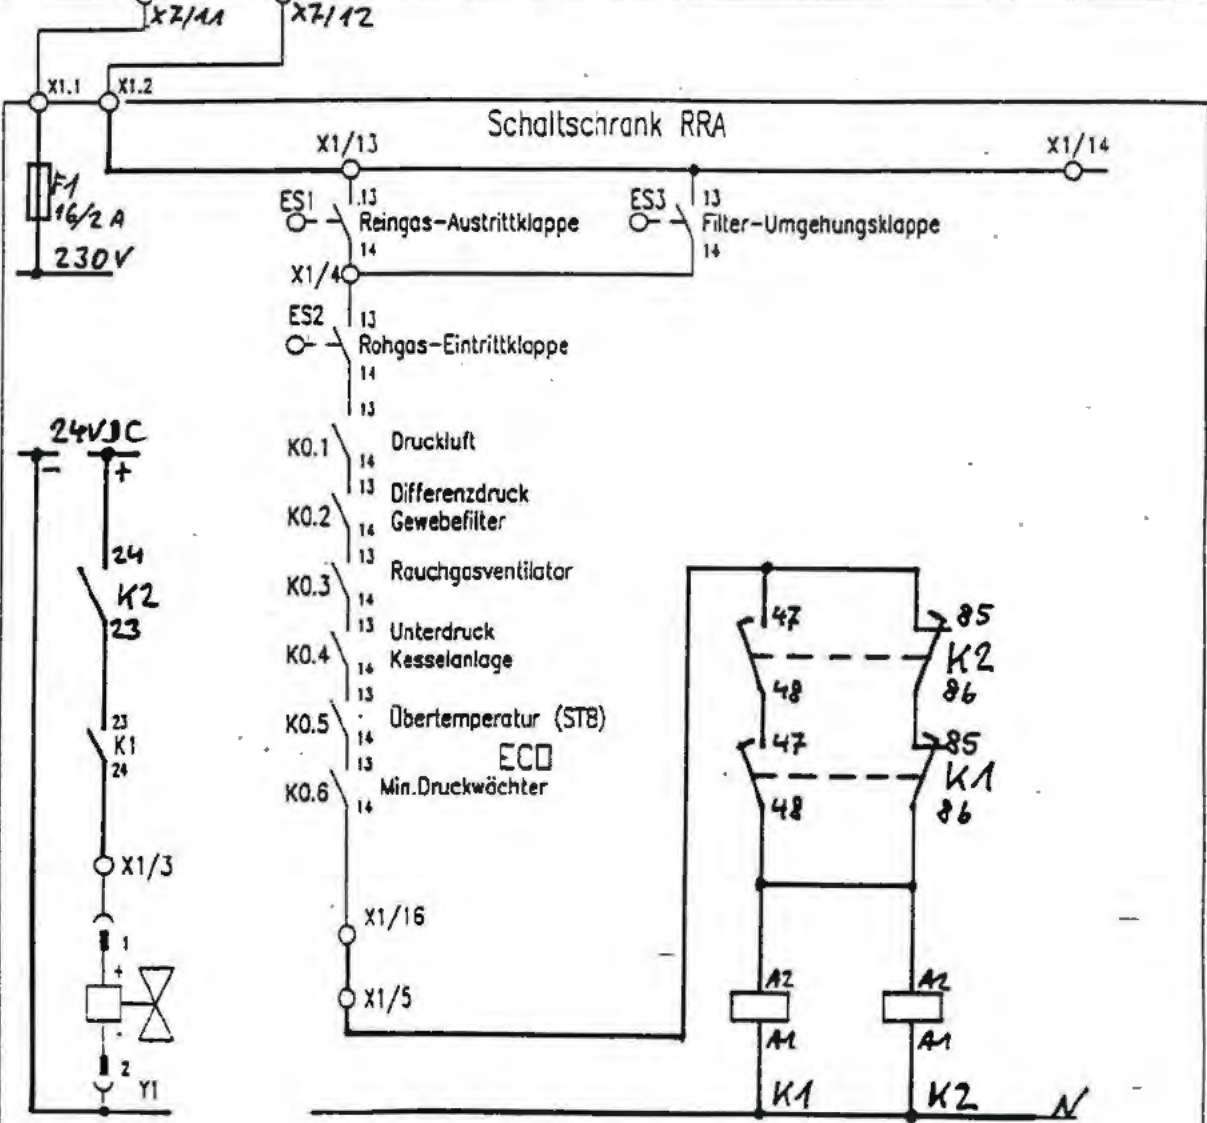 X7/11 X7/12
X1.1 X1.2
Schaltschrank RRA
X1/13 X1/14
F1
16/2 A
230V
ES1 13
Reingas-Austrittklappe
14
ES3 13
Filter-Umgehungsklappe
14
X1/4
ES2 13
Rohgas-Eintrittklappe
14
24VDC
- +
24
K2
23
23
K1
24
X1/3
1
+
-
2
Y1
13
K0.1 Druckluft
14
13
K0.2 Differenzdruck
Gewebefilter
14
13
K0.3 Rauchgasventilator
14
13
K0.4 Unterdruck
Kesselanlage
14
13
K0.5 Übertemperatur (STB)
14
ECO
13
K0.6 Min.Druckwächter
14
X1/16
X1/5
47 85
K2
48 86
47 85
K1
48 86
A2 A2
A1 A1
K1 K2 N